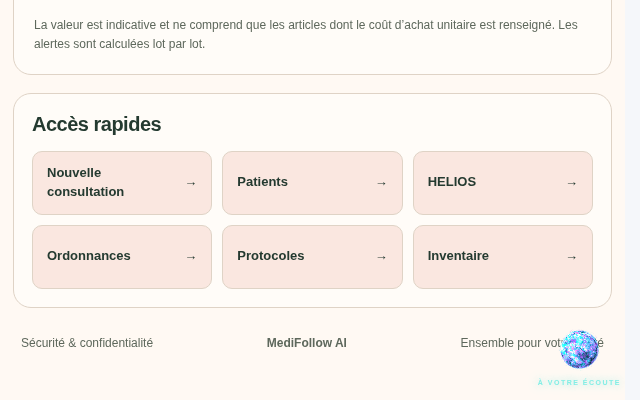 La valeur est indicative et ne comprend que les articles dont le coût d'achat unitaire est renseigné. Les
alertes sont calculées lot par lot.
Accès rapides
Nouvelle
consultation →
Patients →
HELIOS →
Ordonnances →
Protocoles →
Inventaire →
Sécurité & confidentialité
MediFollow AI
Ensemble pour
À VOTRE ÉCOUTE